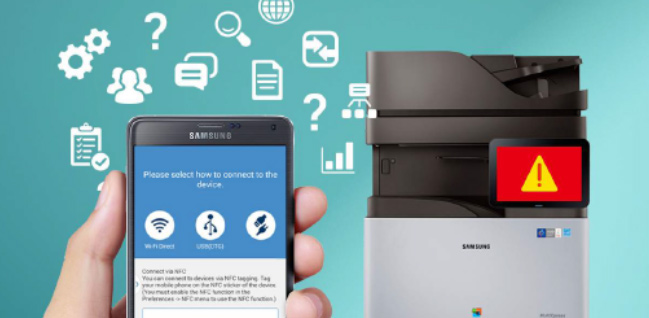 ?
?
SAMSUNG
Please select how to connect to the
device.
Wi-Fi Direct
Connect via NFC
You can connect to devices via NFC tagging. Tag
your mobile phone on the NFC sticker of the device.
(You must enable the NFC function in the
Preferences -> NFC menu to use the NFC function.)
SAMSUNG